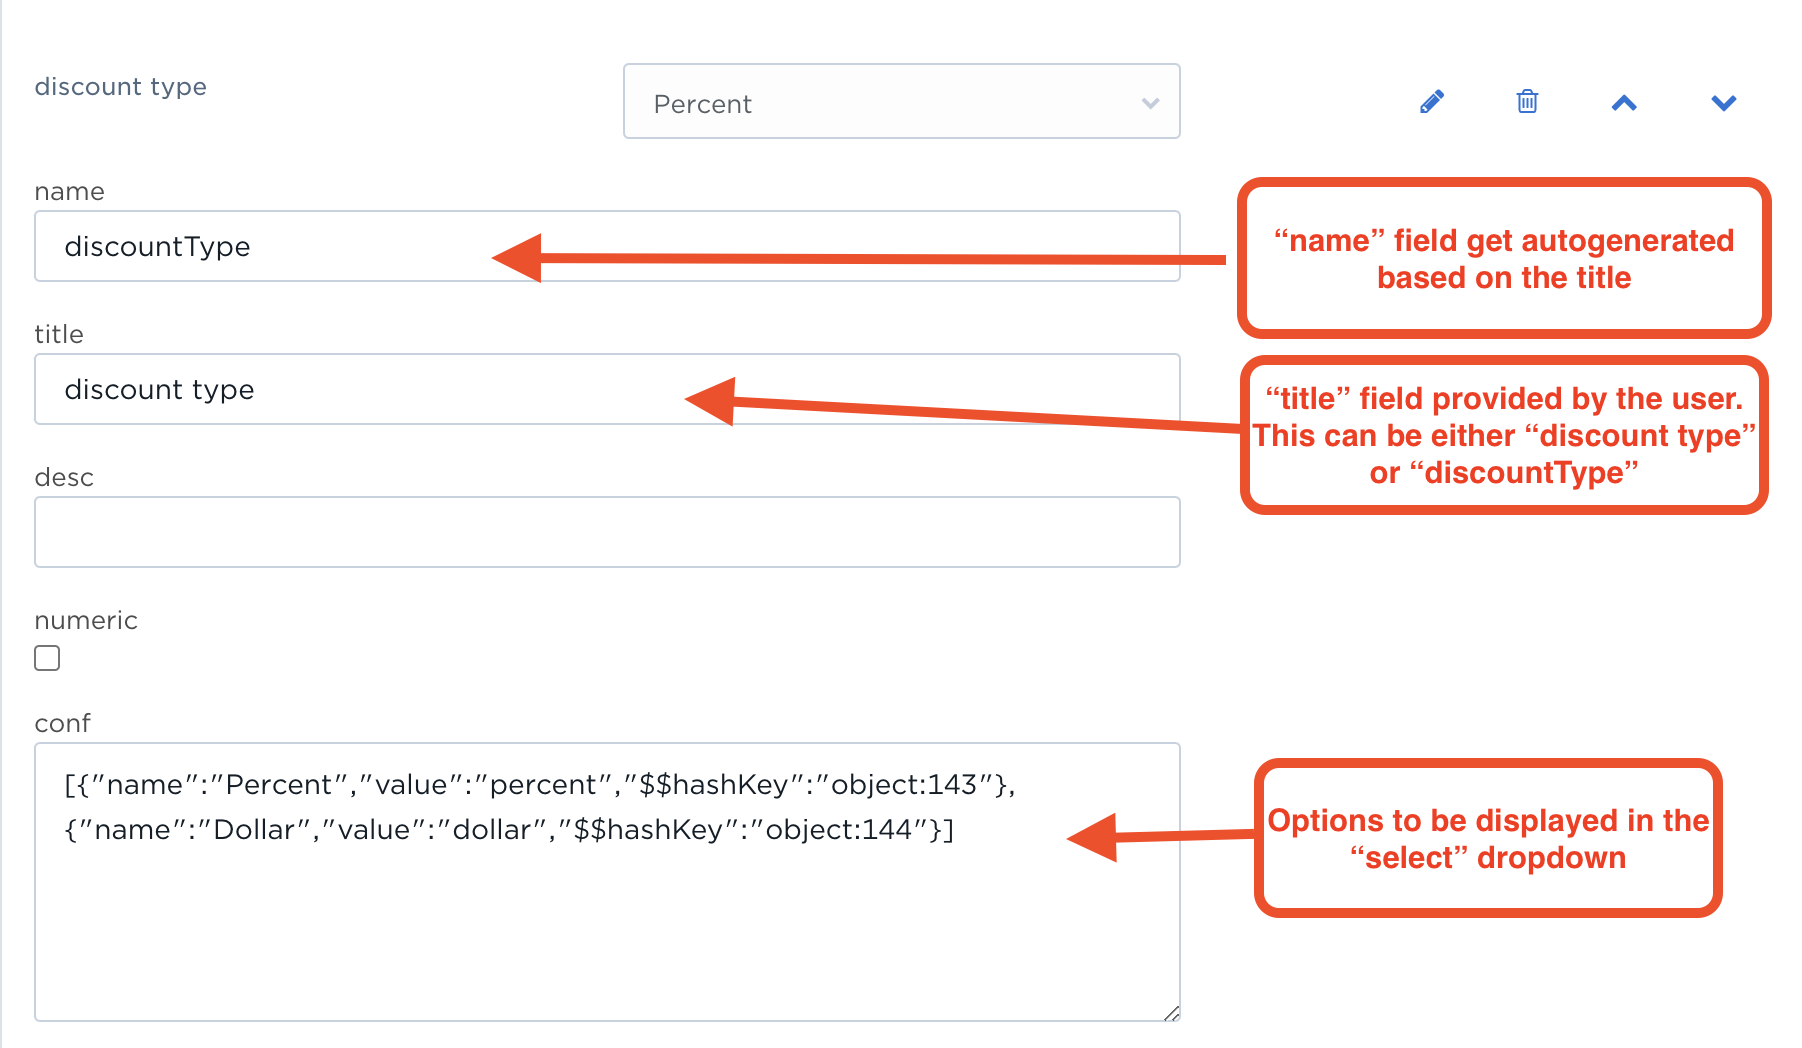 discount type
Percent
name
discountType
“name” field get autogenerated
based on the title
title
discount type
“title” field provided by the user.
This can be either “discount type”
or “discountType”
desc
numeric
conf
[{"name":"Percent","value":"percent","$$hashKey":"object:143"},
{"name":"Dollar","value":"dollar","$$hashKey":"object:144"}]
Options to be displayed in the
“select” dropdown